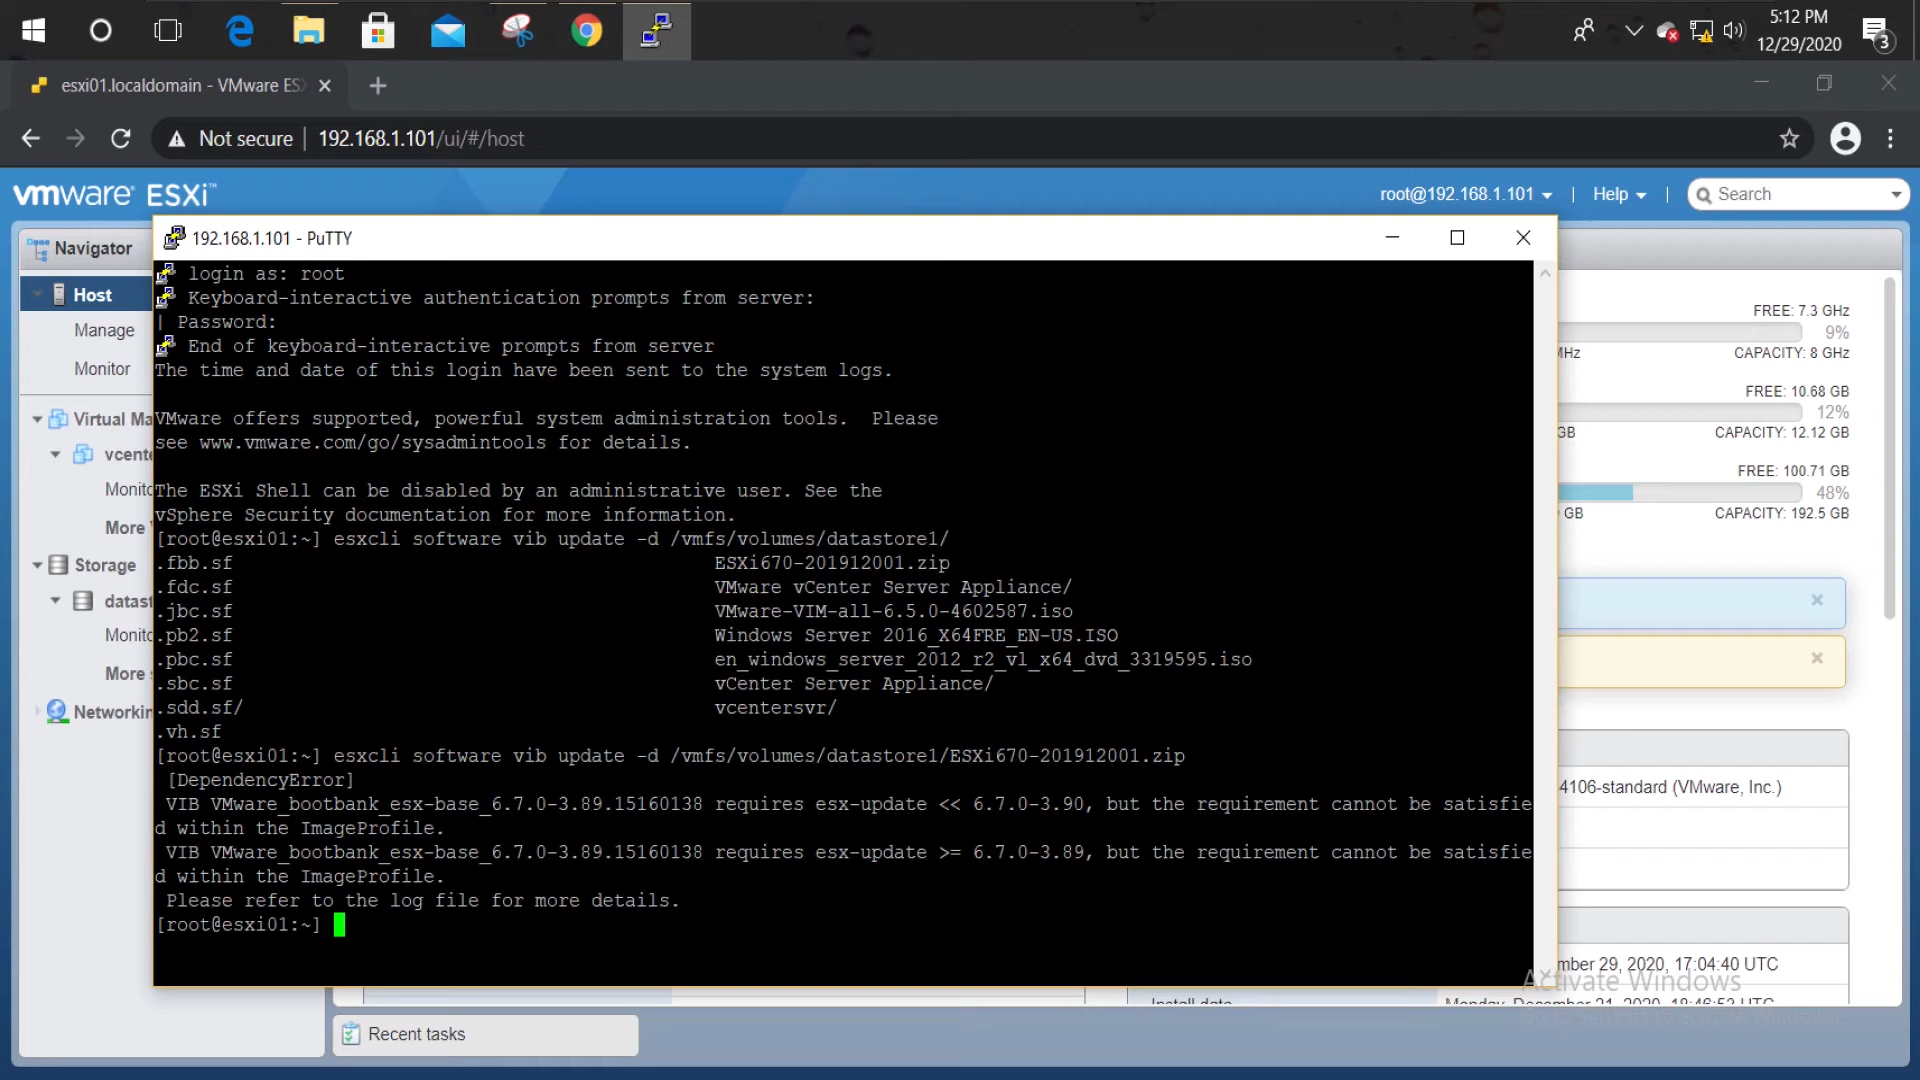 5:12 PM
12/29/2020
3
esxi01.localdomain - VMware ES
Not secure | 192.168.1.101/ui/#/host
vmware ESXi™
root@192.168.1.101 | Help | Search
Navigator
Host
Manage
Monitor
Virtual Ma
vcente
Monito
More
Storage
datast
Monito
More
Networkin
192.168.1.101 - PuTTY
login as: root
Keyboard-interactive authentication prompts from server:
| Password:
End of keyboard-interactive prompts from server
The time and date of this login have been sent to the system logs.
VMware offers supported, powerful system administration tools.  Please
see www.vmware.com/go/sysadmintools for details.
The ESXi Shell can be disabled by an administrative user. See the
vSphere Security documentation for more information.
[root@esxi01:~] esxcli software vib update -d /vmfs/volumes/datastore1/
.fbb.sf ESXi670-201912001.zip
.fdc.sf VMware vCenter Server Appliance/
.jbc.sf VMware-VIM-all-6.5.0-4602587.iso
.pb2.sf Windows Server 2016_X64FRE_EN-US.ISO
.pbc.sf en_windows_server_2012_r2_vl_x64_dvd_3319595.iso
.sbc.sf vCenter Server Appliance/
.sdd.sf/ vcentersvr/
.vh.sf
[root@esxi01:~] esxcli software vib update -d /vmfs/volumes/datastore1/ESXi670-201912001.zip
[DependencyError]
VIB VMware_bootbank_esx-base_6.7.0-3.89.15160138 requires esx-update << 6.7.0-3.90, but the requirement cannot be satisfie
d within the ImageProfile.
VIB VMware_bootbank_esx-base_6.7.0-3.89.15160138 requires esx-update >= 6.7.0-3.89, but the requirement cannot be satisfie
d within the ImageProfile.
Please refer to the log file for more details.
[root@esxi01:~]
FREE: 7.3 GHz
9%
MHz CAPACITY: 8 GHz
FREE: 10.68 GB
12%
GB CAPACITY: 12.12 GB
FREE: 100.71 GB
48%
GB CAPACITY: 192.5 GB
4106-standard (VMware, Inc.)
mber 29, 2020, 17:04:40 UTC
Activate Windows
Install date Monday, December 21, 2020, 18:46:53 UTC
Recent tasks